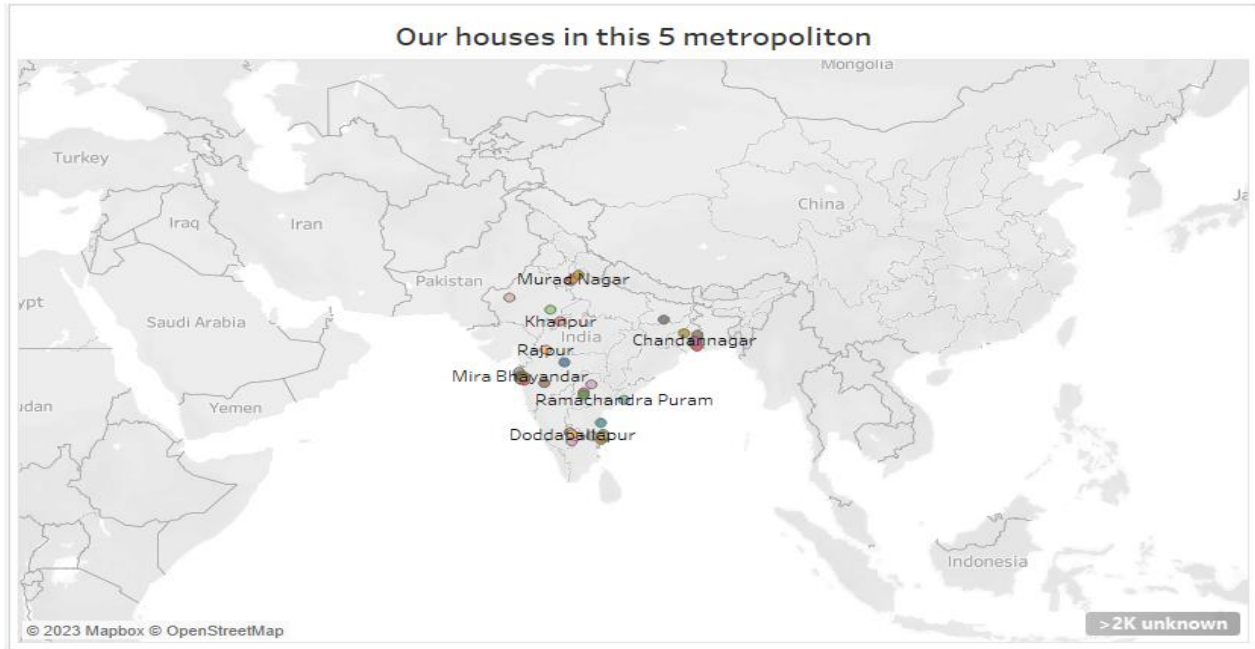 Our houses in this 5 metropoliton
Mongolia
Turkey
China
Ja
Iraq
Iran
Pakistan
Murad Nagar
ypt
Saudi Arabia
Khanpur
India
Chandannagar
Rajpur
Mira Bhayandar
Ramachandra Puram
udan
Yemen
Doddaballapur
Indonesia
© 2023 Mapbox © OpenStreetMap
>2K unknown